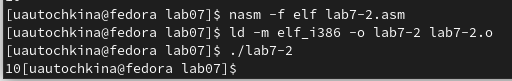 [uautochkina@fedora lab07]$ nasm -f elf lab7-2.asm
[uautochkina@fedora lab07]$ ld -m elf_i386 -o lab7-2 lab7-2.o
[uautochkina@fedora lab07]$ ./lab7-2
10[uautochkina@fedora lab07]$